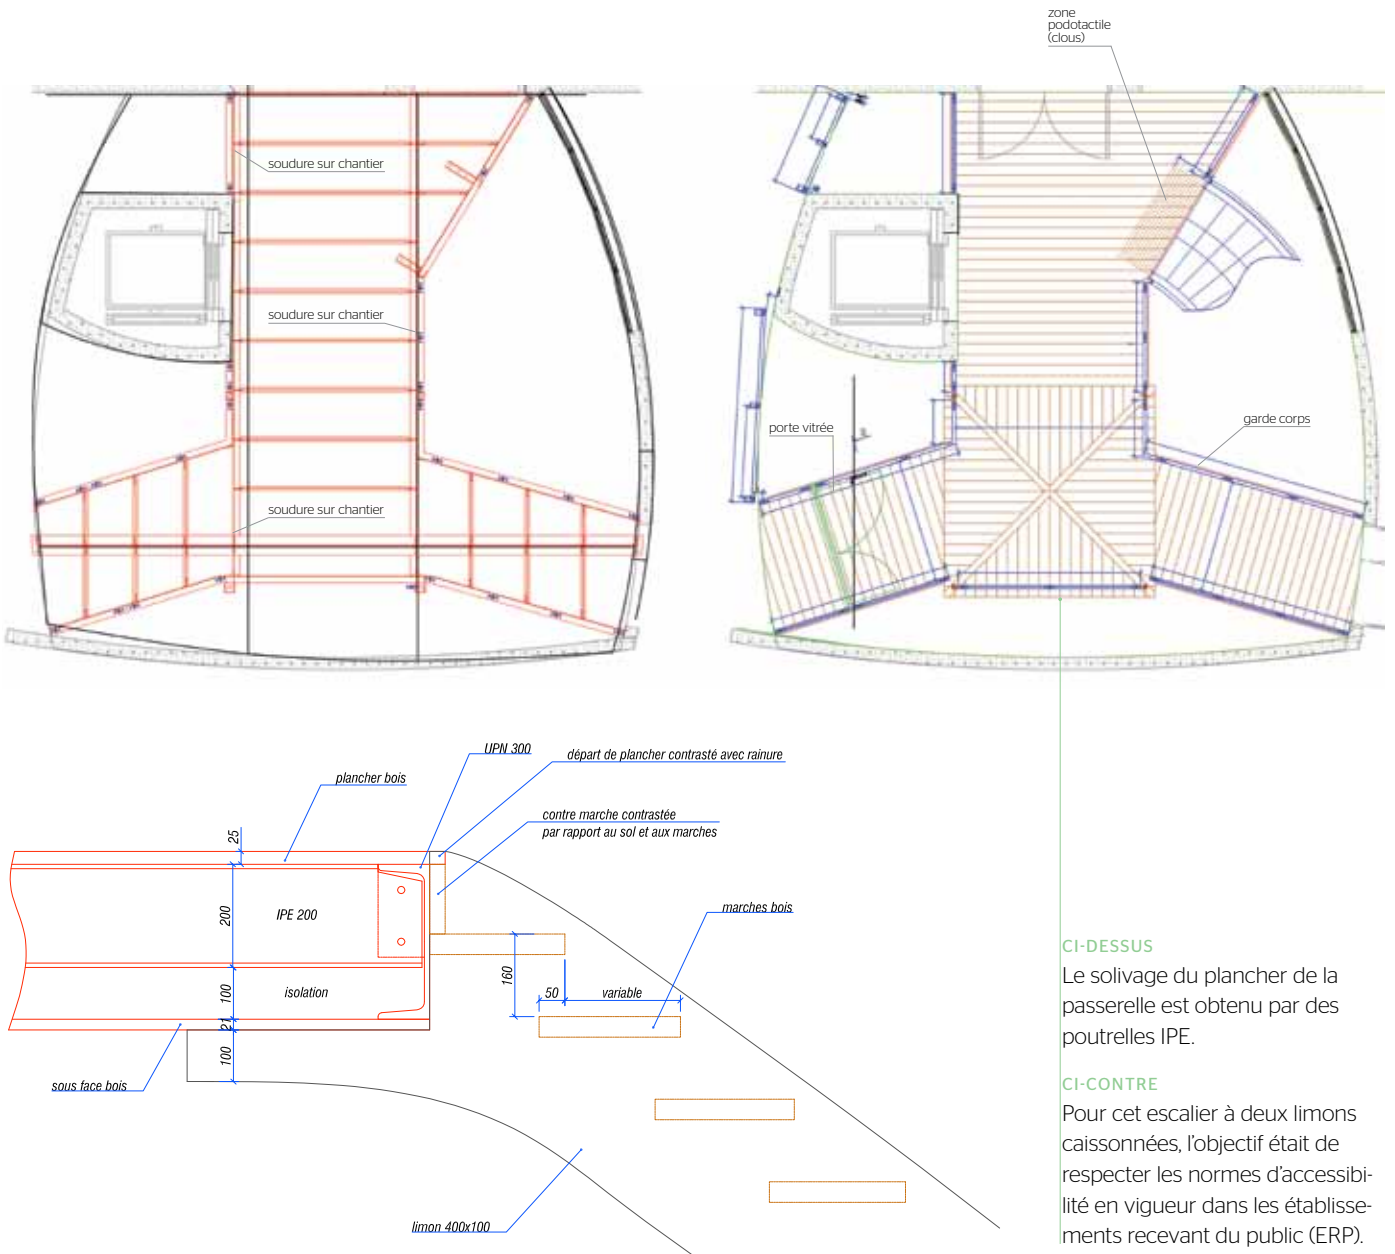 zone
podotactile
(clous)
soudure sur chantier
soudure sur chantier
soudure sur chantier
porte vitrée
garde corps
UPN 300
départ de plancher contrasté avec rainure
plancher bois
contre marche contrastée
par rapport au sol et aux marches
25
200
IPE 200
marches bois
160
50
variable
100
isolation
21
100
sous face bois
limon 400x100
CI-DESSUS
Le solivage du plancher de la
passerelle est obtenu par des
poutrelles IPE.
CI-CONTRE
Pour cet escalier à deux limons
caissonnées, l'objectif était de
respecter les normes d'accessibi-
lité en vigueur dans les établisse-
ments recevant du public (ERP).